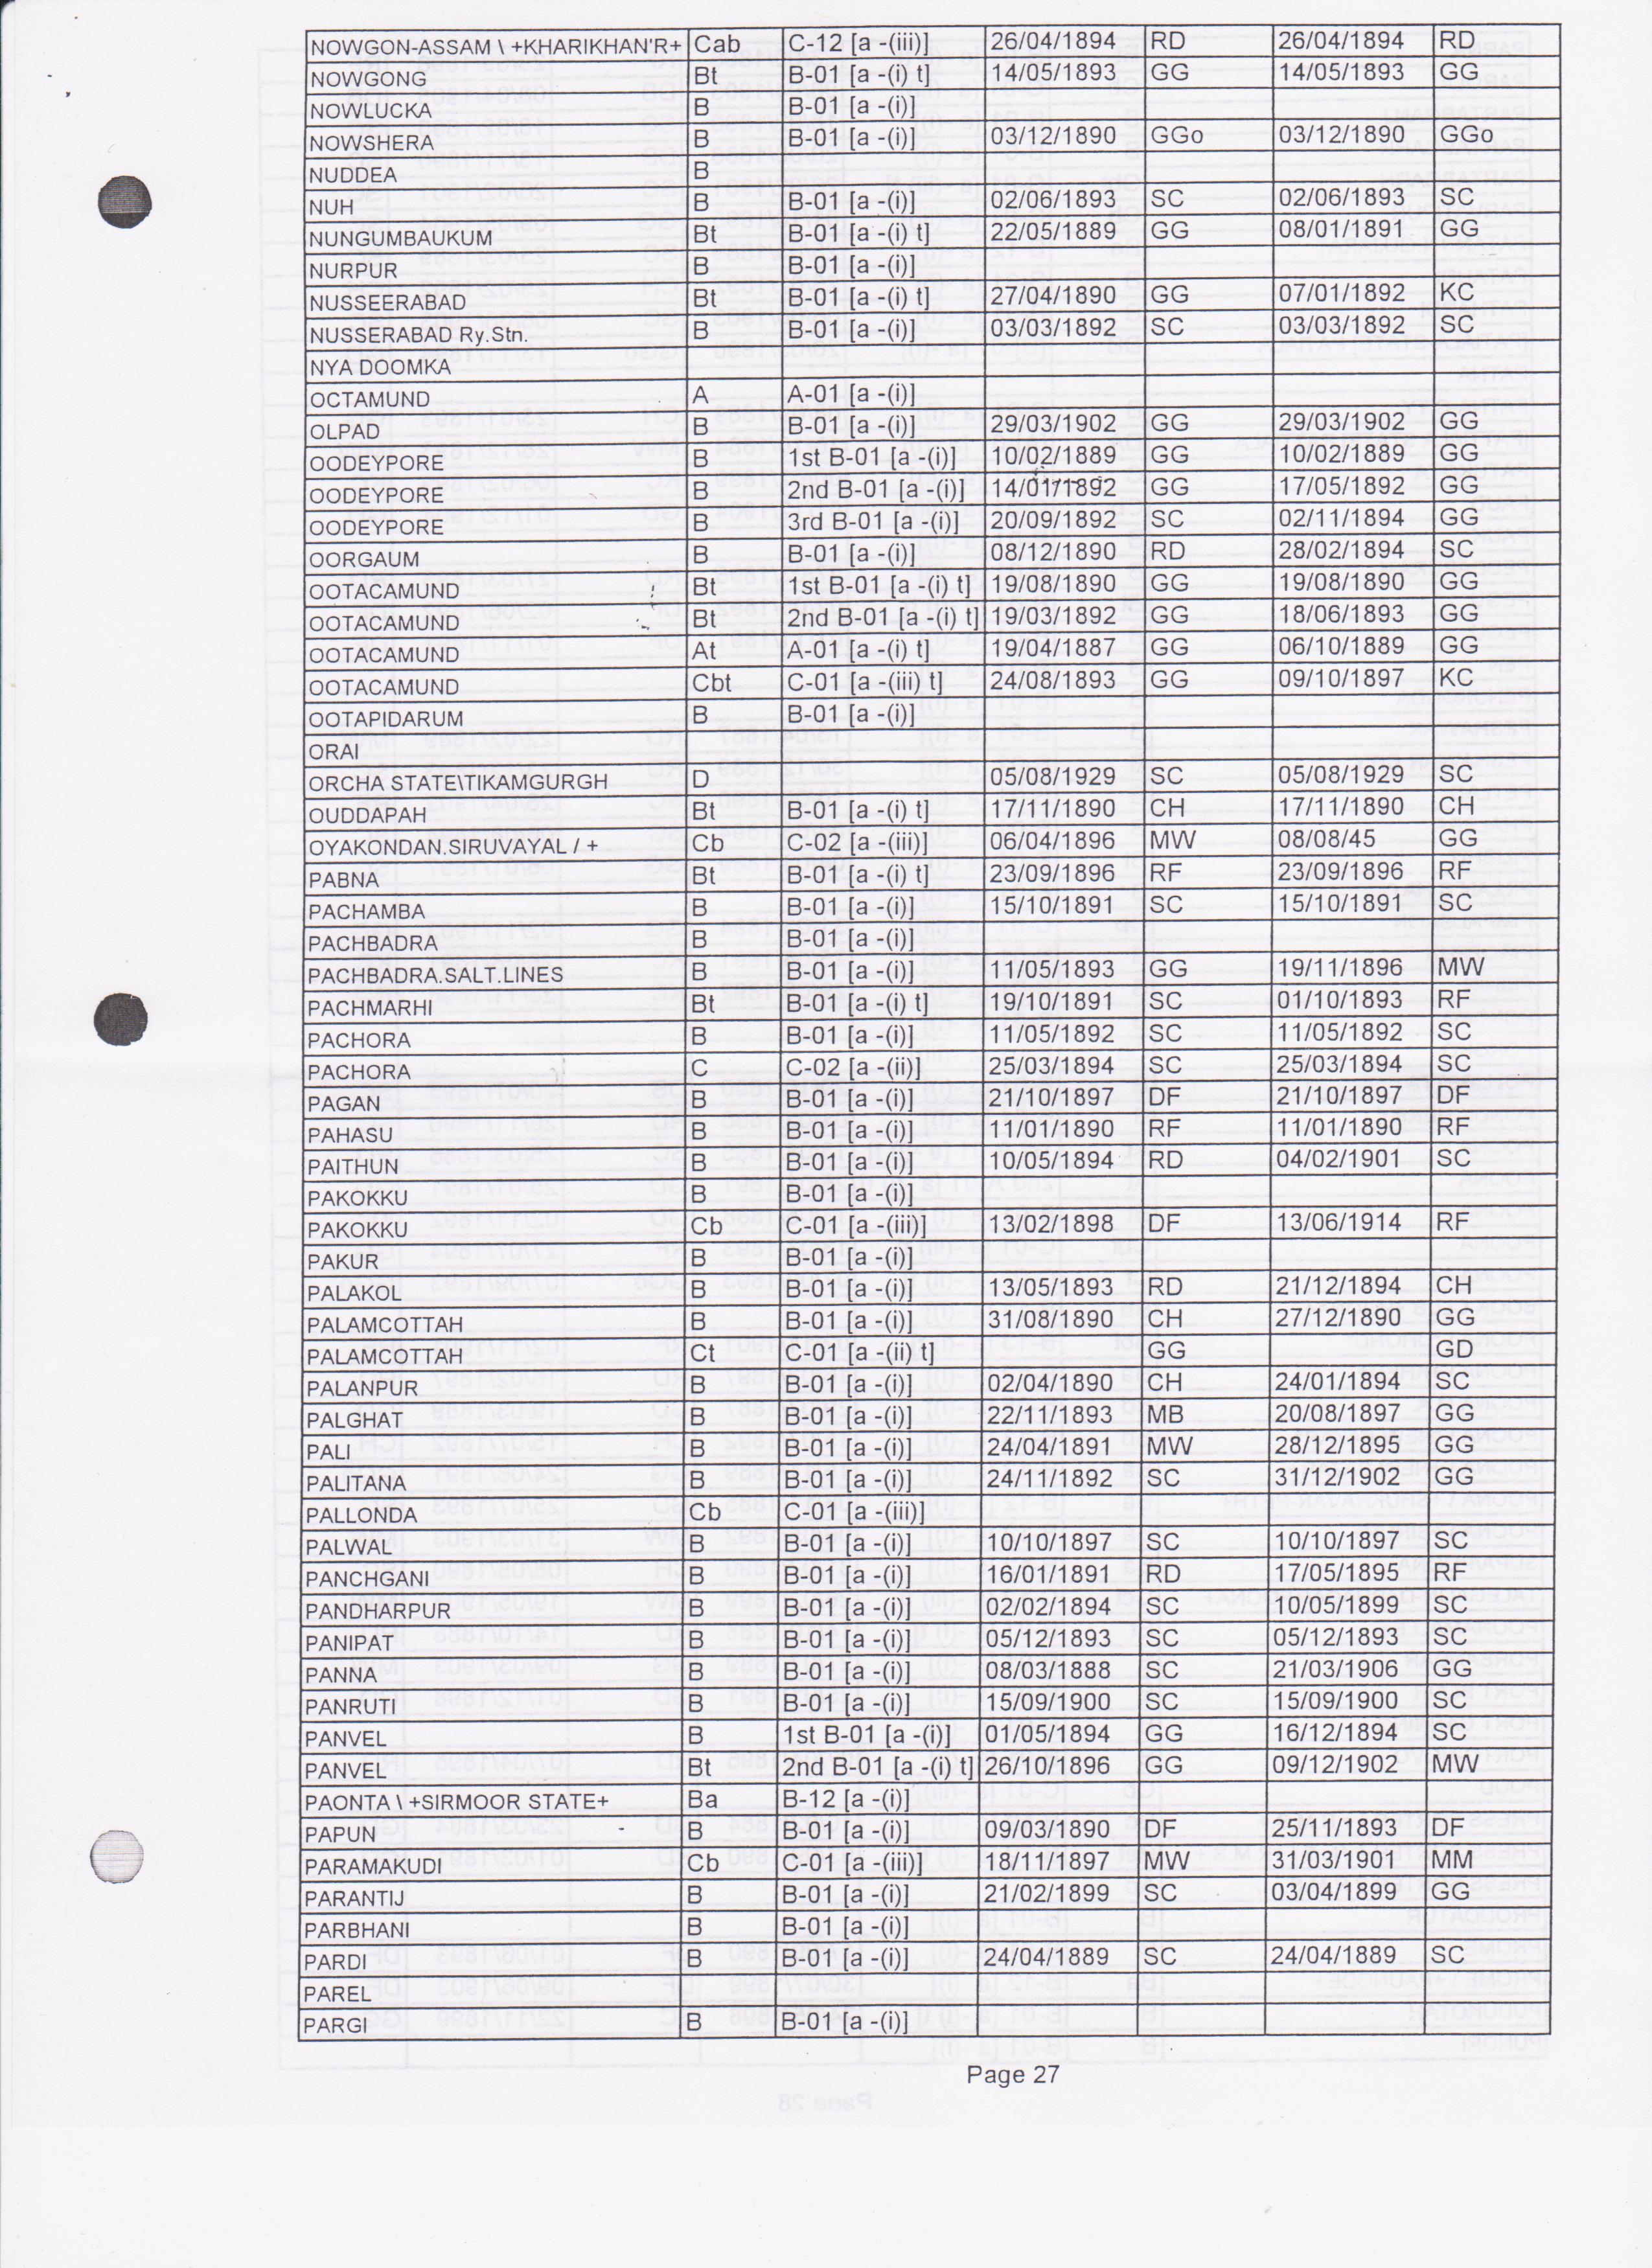 NOWGON-ASSAM \ +KHARIKHAN'R+ Cab C-12 [a -(iii)] 26/04/1894 RD 26/04/1894 RD
NOWGONG Bt B-01 [a -(i) t] 14/05/1893 GG 14/05/1893 GG
NOWLUCKA B B-01 [a -(i)]
NOWSHERA B B-01 [a -(i)] 03/12/1890 GGo 03/12/1890 GGo
NUDDEA B
NUH B B-01 [a -(i)] 02/06/1893 SC 02/06/1893 SC
NUNGUMBAUKUM Bt B-01 [a -(i) t] 22/05/1889 GG 08/01/1891 GG
NURPUR B B-01 [a -(i)]
NUSSEERABAD Bt B-01 [a -(i) t] 27/04/1890 GG 07/01/1892 KC
NUSSERABAD Ry.Stn. B B-01 [a -(i)] 03/03/1892 SC 03/03/1892 SC
NYA DOOMKA
OCTAMUND A A-01 [a -(i)]
OLPAD B B-01 [a -(i)] 29/03/1902 GG 29/03/1902 GG
OODEYPORE B 1st B-01 [a -(i)] 10/02/1889 GG 10/02/1889 GG
OODEYPORE B 2nd B-01 [a -(i)] 14/01/1892 GG 17/05/1892 GG
OODEYPORE B 3rd B-01 [a -(i)] 20/09/1892 SC 02/11/1894 GG
OORGAUM B B-01 [a -(i)] 08/12/1890 RD 28/02/1894 SC
OOTACAMUND Bt 1st B-01 [a -(i) t] 19/08/1890 GG 19/08/1890 GG
OOTACAMUND Bt 2nd B-01 [a -(i) t] 19/03/1892 GG 18/06/1893 GG
OOTACAMUND At A-01 [a -(i) t] 19/04/1887 GG 06/10/1889 GG
OOTACAMUND Cbt C-01 [a -(iii) t] 24/08/1893 GG 09/10/1897 KC
OOTAPIDARUM B B-01 [a -(i)]
ORAI
ORCHA STATE\TIKAMGURGH D 05/08/1929 SC 05/08/1929 SC
OUDDAPAH Bt B-01 [a -(i) t] 17/11/1890 CH 17/11/1890 CH
OYAKONDAN.SIRUVAYAL / + Cb C-02 [a -(iii)] 06/04/1896 MW 08/08/45 GG
PABNA Bt B-01 [a -(i) t] 23/09/1896 RF 23/09/1896 RF
PACHAMBA B B-01 [a -(i)] 15/10/1891 SC 15/10/1891 SC
PACHBADRA B B-01 [a -(i)]
PACHBADRA.SALT.LINES B B-01 [a -(i)] 11/05/1893 GG 19/11/1896 MW
PACHMARHI Bt B-01 [a -(i) t] 19/10/1891 SC 01/10/1893 RF
PACHORA B B-01 [a -(i)] 11/05/1892 SC 11/05/1892 SC
PACHORA C C-02 [a -(ii)] 25/03/1894 SC 25/03/1894 SC
PAGAN B B-01 [a -(i)] 21/10/1897 DF 21/10/1897 DF
PAHASU B B-01 [a -(i)] 11/01/1890 RF 11/01/1890 RF
PAITHUN B B-01 [a -(i)] 10/05/1894 RD 04/02/1901 SC
PAKOKKU B B-01 [a -(i)]
PAKOKKU Cb C-01 [a -(iii)] 13/02/1898 DF 13/06/1914 RF
PAKUR B B-01 [a -(i)]
PALAKOL B B-01 [a -(i)] 13/05/1893 RD 21/12/1894 CH
PALAMCOTTAH B B-01 [a -(i)] 31/08/1890 CH 27/12/1890 GG
PALAMCOTTAH Ct C-01 [a -(ii) t] GG GD
PALANPUR B B-01 [a -(i)] 02/04/1890 CH 24/01/1894 SC
PALGHAT B B-01 [a -(i)] 22/11/1893 MB 20/08/1897 GG
PALI B B-01 [a -(i)] 24/04/1891 MW 28/12/1895 GG
PALITANA B B-01 [a -(i)] 24/11/1892 SC 31/12/1902 GG
PALLONDA Cb C-01 [a -(iii)]
PALWAL B B-01 [a -(i)] 10/10/1897 SC 10/10/1897 SC
PANCHGANI B B-01 [a -(i)] 16/01/1891 RD 17/05/1895 RF
PANDHARPUR B B-01 [a -(i)] 02/02/1894 SC 10/05/1899 SC
PANIPAT B B-01 [a -(i)] 05/12/1893 SC 05/12/1893 SC
PANNA B B-01 [a -(i)] 08/03/1888 SC 21/03/1906 GG
PANRUTI B B-01 [a -(i)] 15/09/1900 SC 15/09/1900 SC
PANVEL B 1st B-01 [a -(i)] 01/05/1894 GG 16/12/1894 SC
PANVEL Bt 2nd B-01 [a -(i) t] 26/10/1896 GG 09/12/1902 MW
PAONTA \ +SIRMOOR STATE+ Ba B-12 [a -(i)]
PAPUN B B-01 [a -(i)] 09/03/1890 DF 25/11/1893 DF
PARAMAKUDI Cb C-01 [a -(iii)] 18/11/1897 MW 31/03/1901 MM
PARANTIJ B B-01 [a -(i)] 21/02/1899 SC 03/04/1899 GG
PARBHANI B B-01 [a -(i)]
PARDI B B-01 [a -(i)] 24/04/1889 SC 24/04/1889 SC
PAREL
PARGI B B-01 [a -(i)]
Page 27